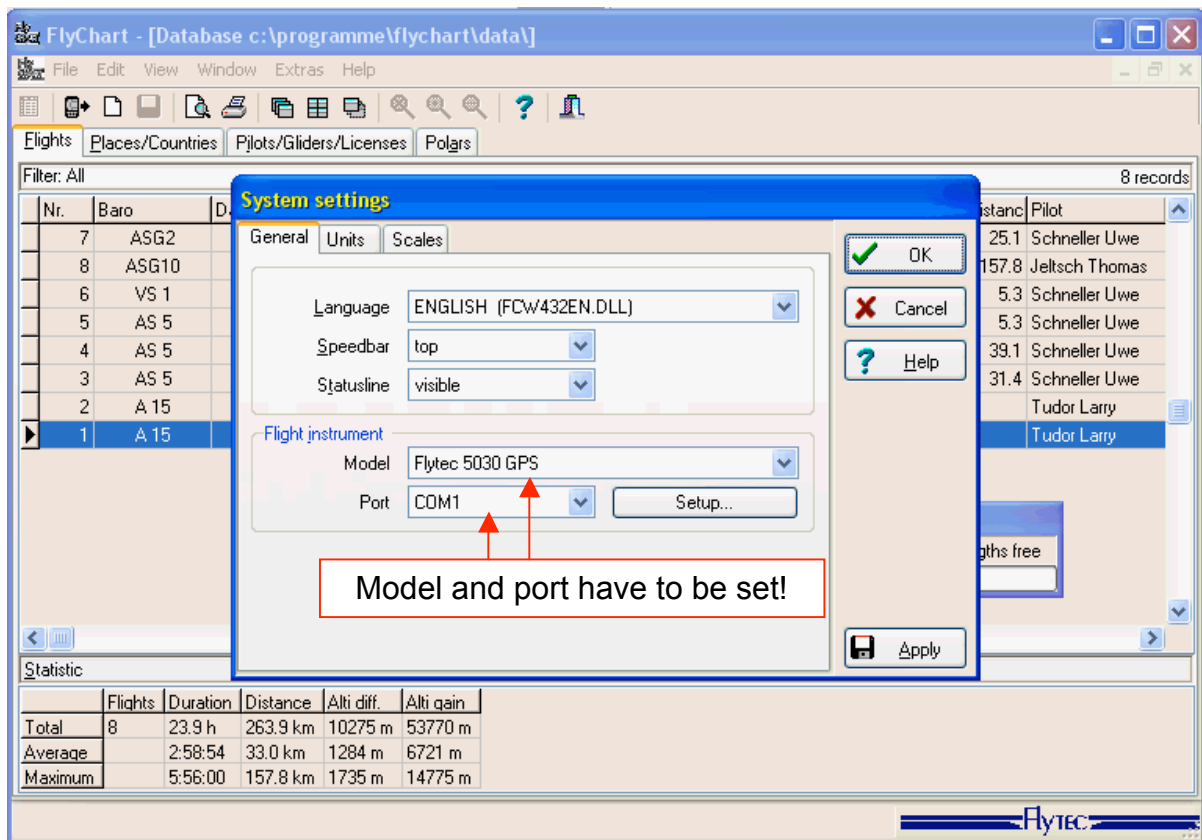 FlyChart - [Database c:\programme\flychart\data\]
File Edit View Window Extras Help
Flights Places/Countries Pilots/Gliders/Licenses Polars
Filter: All 8 records
Nr. Baro istanc Pilot
7 ASG2 25.1 Schneller Uwe
8 ASG10 157.8 Jeltsch Thomas
6 VS 1 5.3 Schneller Uwe
5 AS 5 5.3 Schneller Uwe
4 AS 5 39.1 Schneller Uwe
3 AS 5 31.4 Schneller Uwe
2 A 15 Tudor Larry
1 A 15 Tudor Larry
System settings
General Units Scales
Language ENGLISH (FCW432EN.DLL)
Speedbar top
Statusline visible
Flight instrument
Model Flytec 5030 GPS
Port COM1 Setup...
Model and port have to be set!
OK
Cancel
Help
Apply
gths free
Statistic
Flights Duration Distance Alti diff. Alti gain
Total 8 23.9 h 263.9 km 10275 m 53770 m
Average 2:58:54 33.0 km 1284 m 6721 m
Maximum 5:56:00 157.8 km 1735 m 14775 m
FLYTEC